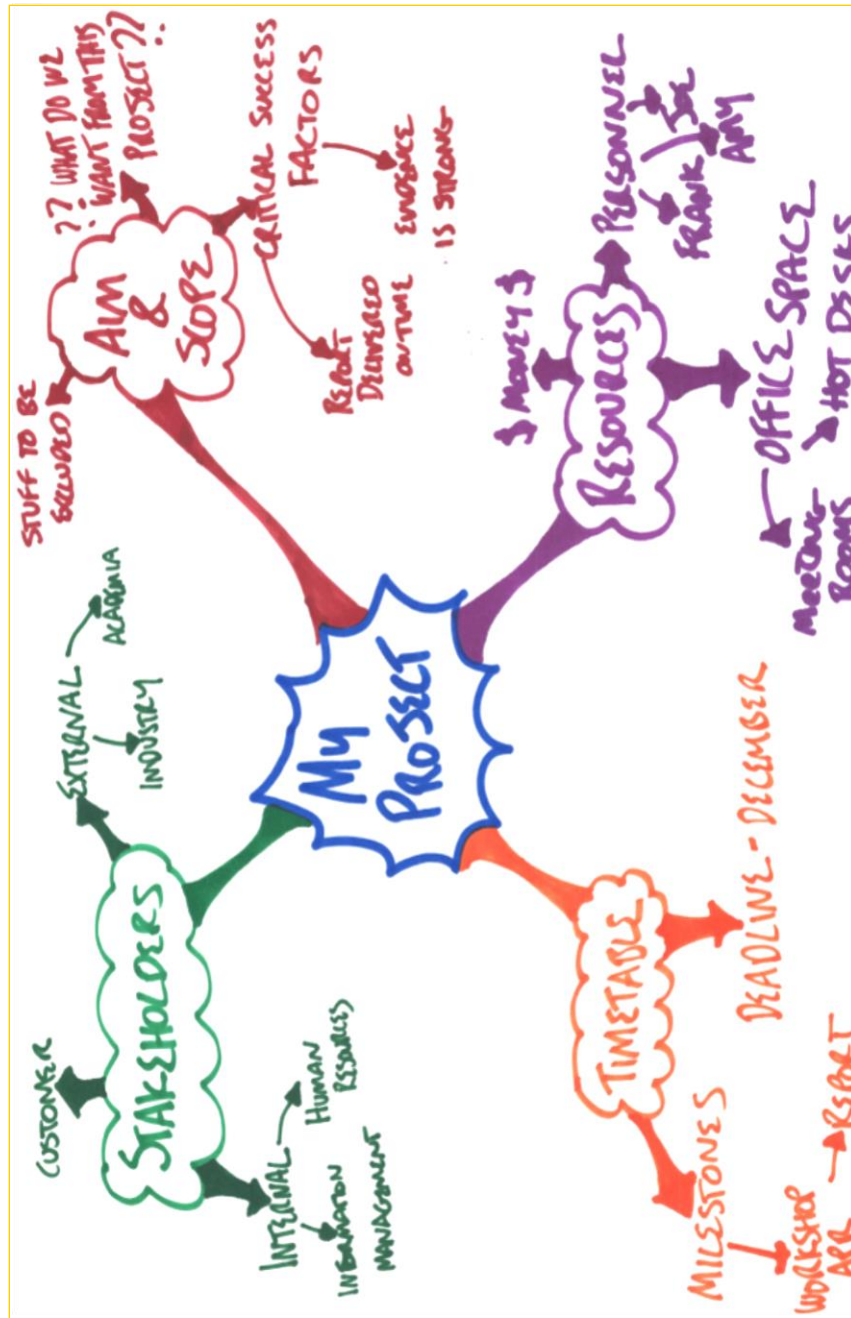 MY
PROJECT
STAKEHOLDERS
CUSTOMER
EXTERNAL
INDUSTRY
ACADEMIA
INTERNAL
INFORMATION
MANAGEMENT
HUMAN
RESOURCES
AIM
&
SCOPE
STUFF TO BE
EXCLUDED
?? WHAT DO WE
WANT FROM THIS
PROJECT ??
CRITICAL SUCCESS
FACTORS
REPORT
DELIVERED
ON TIME
EVIDENCE
IS STRONG
TIMETABLE
MILESTONES
WORKSHOP
APR
REPORT
DEADLINE - DECEMBER
RESOURCES
$ MONEY $
PERSONNEL
FRANK
JOE
AMY
OFFICE SPACE
MEETING
ROOMS
HOT DESKS